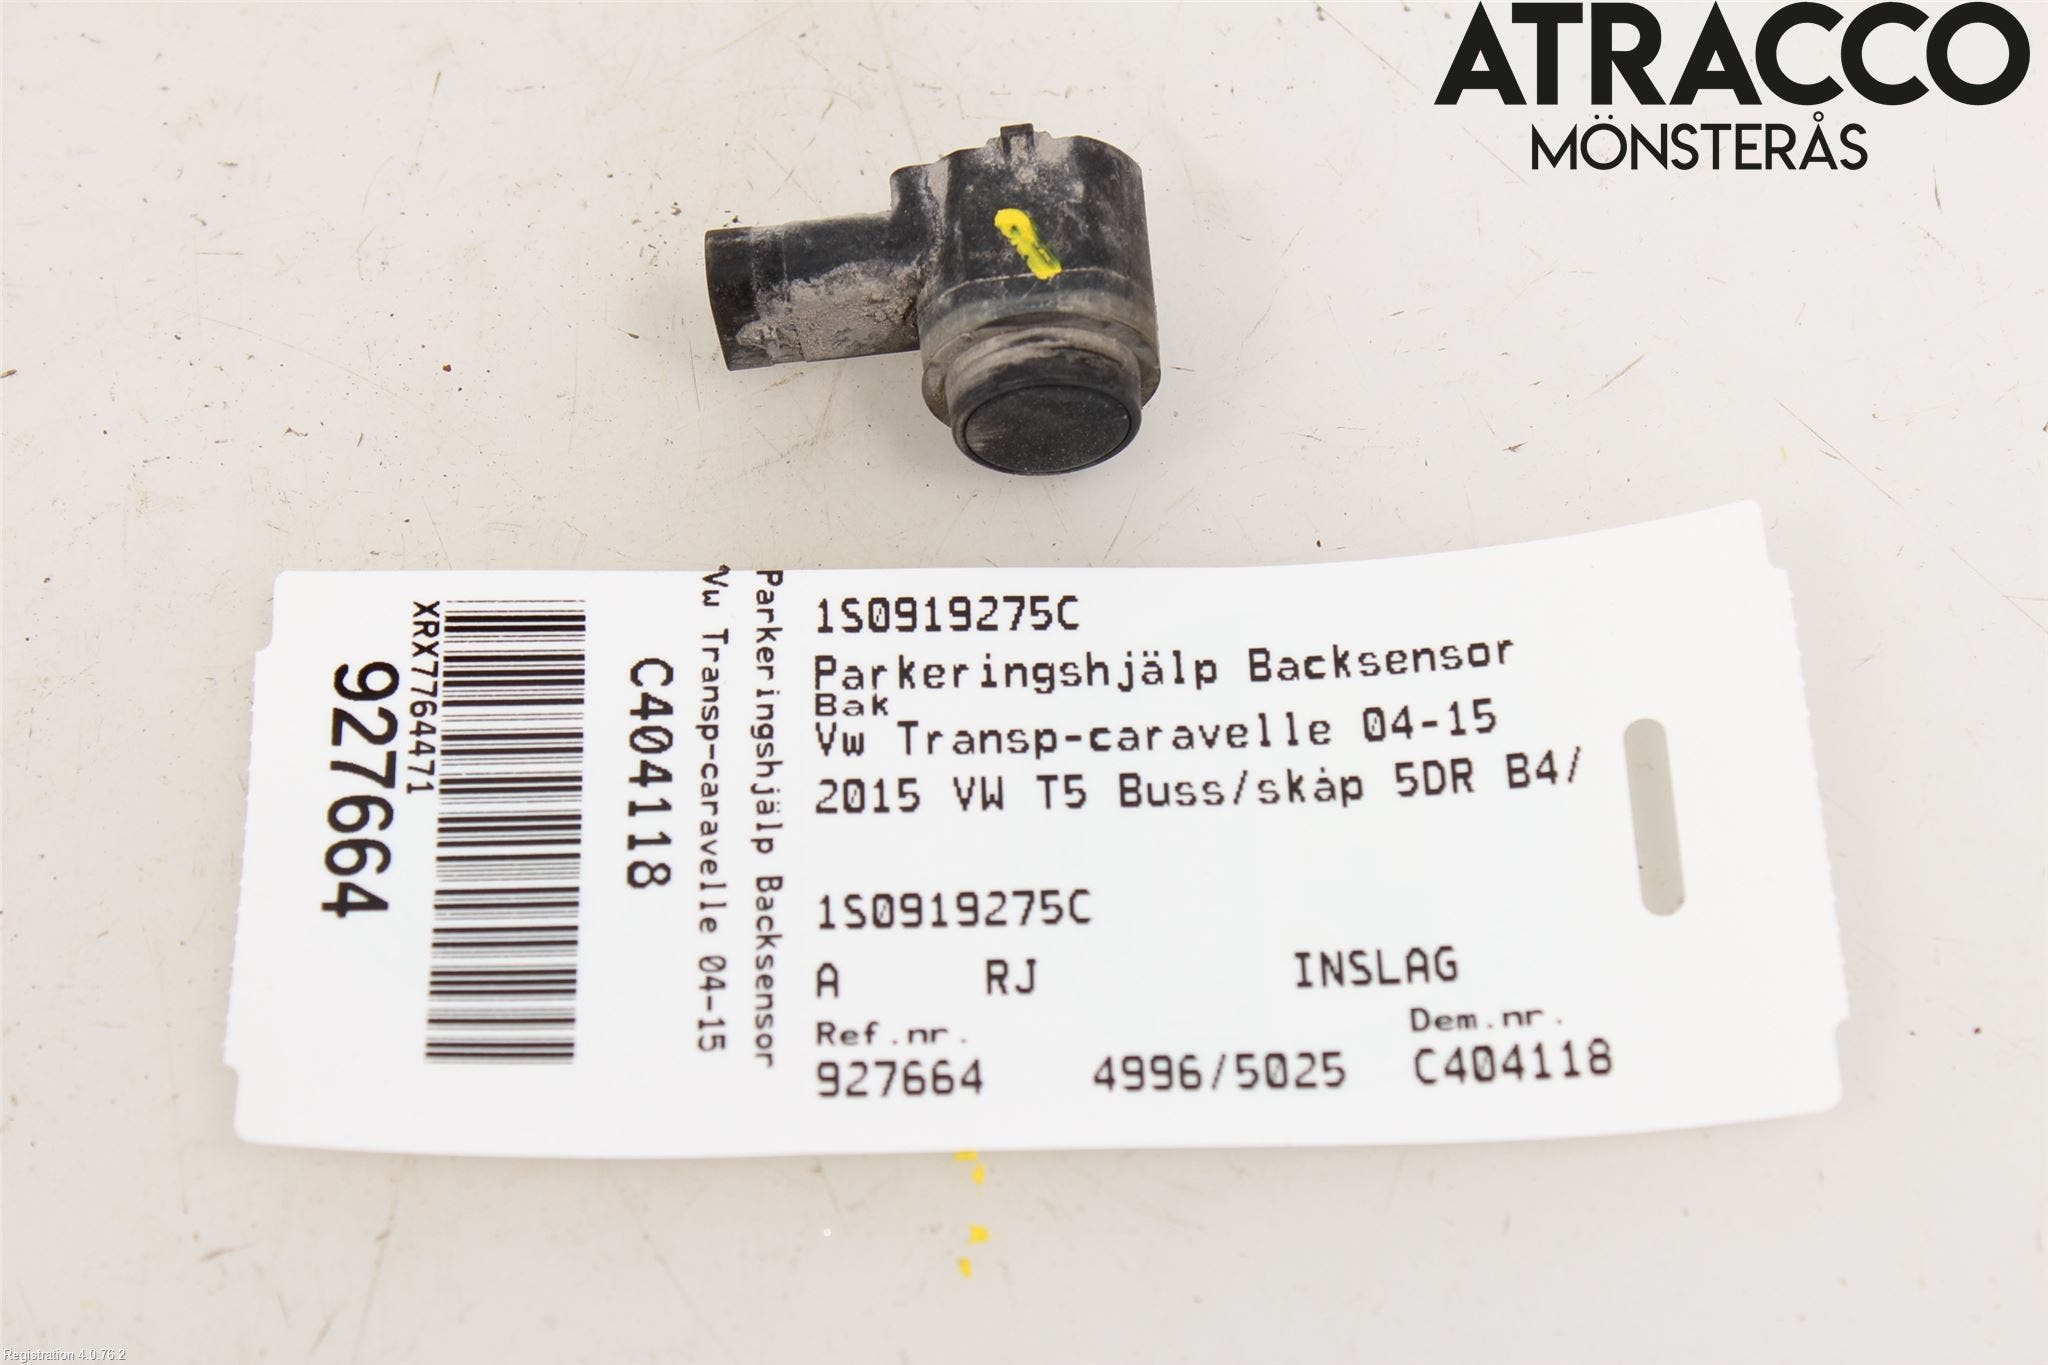 ATRACCO
MÖNSTERÅS
1S0919275C
Parkeringshjälp Backsensor
Bak
Vw Transp-caravelle 04-15
2015 VW T5 Buss/skåp 5DR B4/
1S0919275C
A RJ INSLAG
Ref.nr. Dem.nr.
927664 4996/5025 C404118
Parkeringshjälp Backsensor
Vw Transp-caravelle 04-15
C404118
XRX77644471
927664
Registration 4.0.76.2